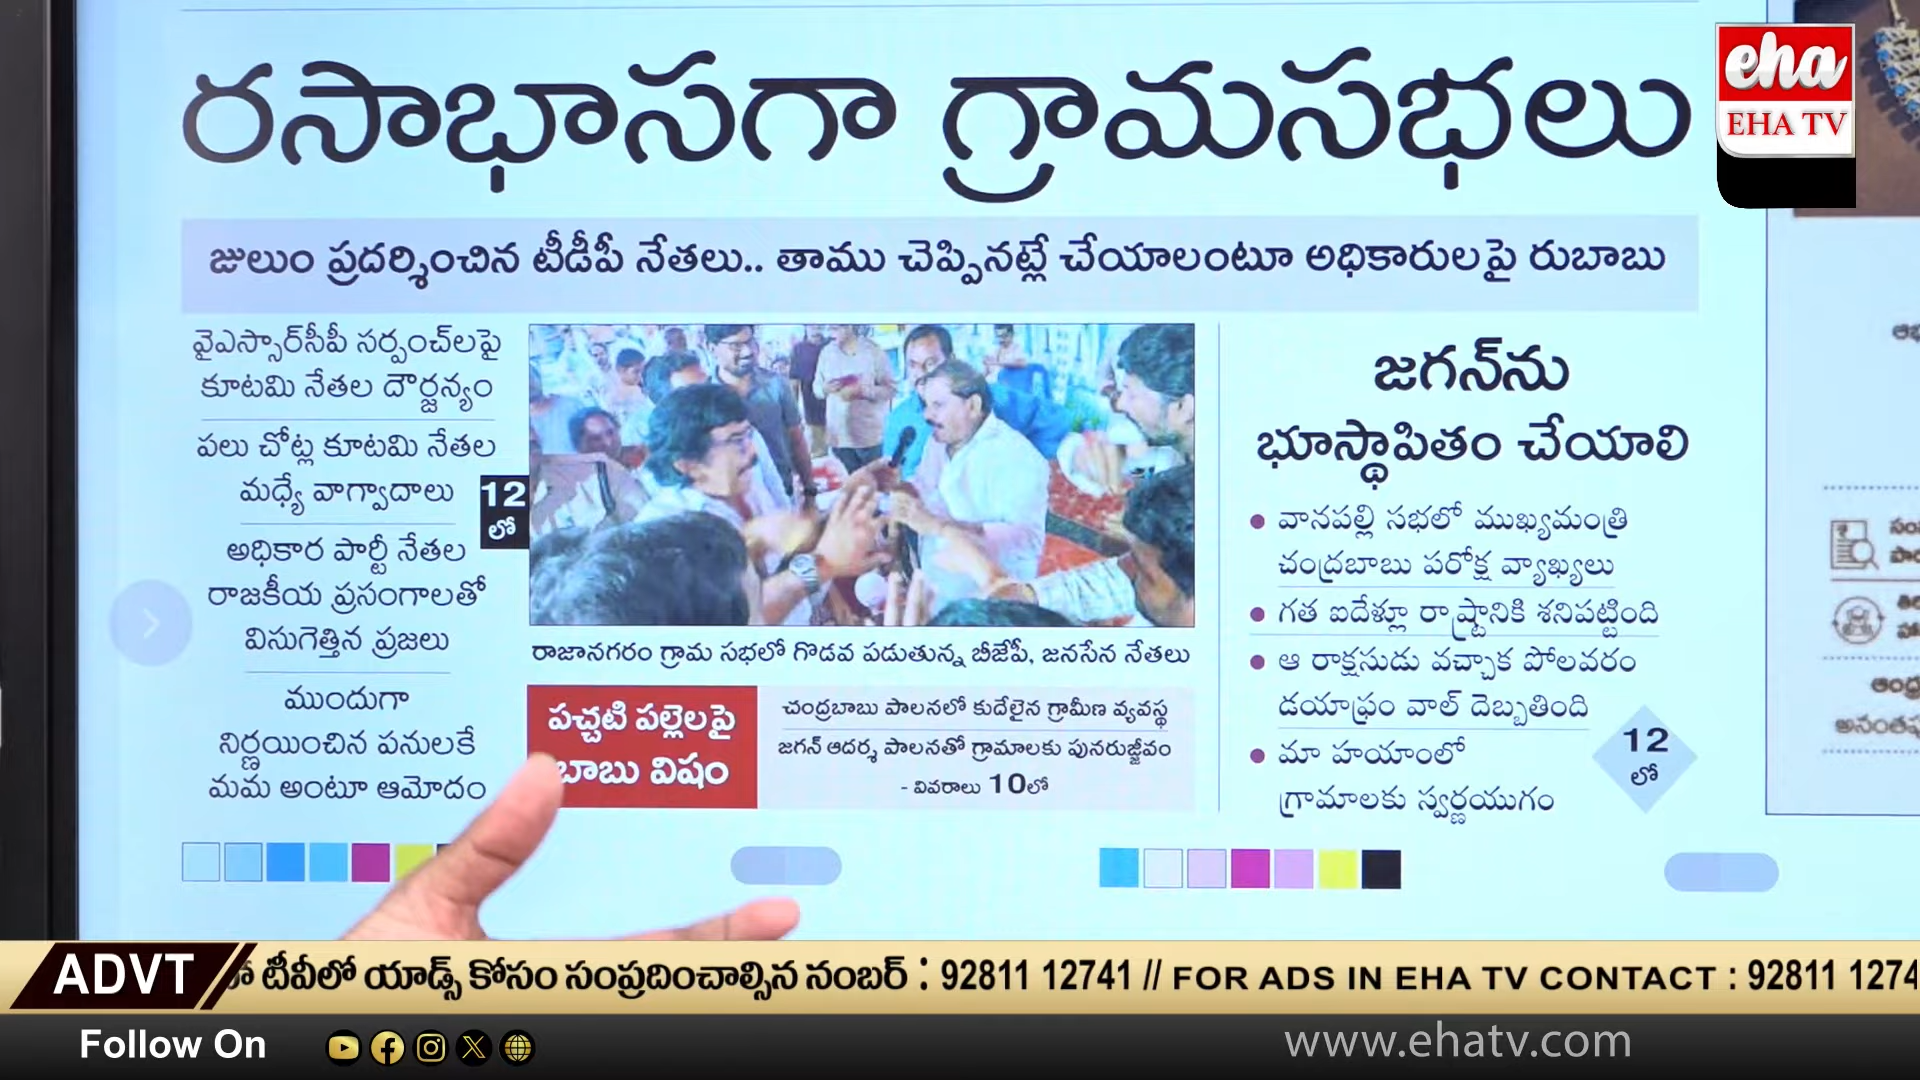 రసాభాసగా గ్రామసభలు
eha
EHA TV
జులుం ప్రదర్శించిన టీడీపీ నేతలు.. తాము చెప్పినట్లే చేయాలంటూ అధికారులపై రుబాబు
వైఎస్సార్‌సీపీ సర్పంచ్‌లపై
కూటమి నేతల దౌర్జన్యం
పలు చోట్ల కూటమి నేతల
మధ్యే వాగ్వాదాలు
అధికార పార్టీ నేతల
రాజకీయ ప్రసంగాలతో
విసుగెత్తిన ప్రజలు
ముందుగా
నిర్ణయించిన పనులకే
మమ అంటూ ఆమోదం
12
లో
రాజానగరం గ్రామ సభలో గొడవ పడుతున్న బీజేపీ, జనసేన నేతలు
పచ్చటి పల్లెలపై
బాబు విషం
చంద్రబాబు పాలనలో కుదేలైన గ్రామీణ వ్యవస్థ
జగన్ ఆదర్శ పాలనతో గ్రామాలకు పునరుజ్జీవం
- వివరాలు 10లో
జగన్‌ను
భూస్థాపితం చేయాలి
• వానపల్లి సభలో ముఖ్యమంత్రి
చంద్రబాబు పరోక్ష వ్యాఖ్యలు
• గత ఐదేళ్లూ రాష్ట్రానికి శనిపట్టింది
• ఆ రాక్షసుడు వచ్చాక పోలవరం
డయాఫ్రం వాల్ దెబ్బతింది
• మా హయాంలో
గ్రామాలకు స్వర్ణయుగం
12
లో
ADVT
టీవీలో యాడ్స్ కోసం సంప్రదించాల్సిన నంబర్ : 92811 12741 // FOR ADS IN EHA TV CONTACT : 92811 1274
Follow On
www.ehatv.com